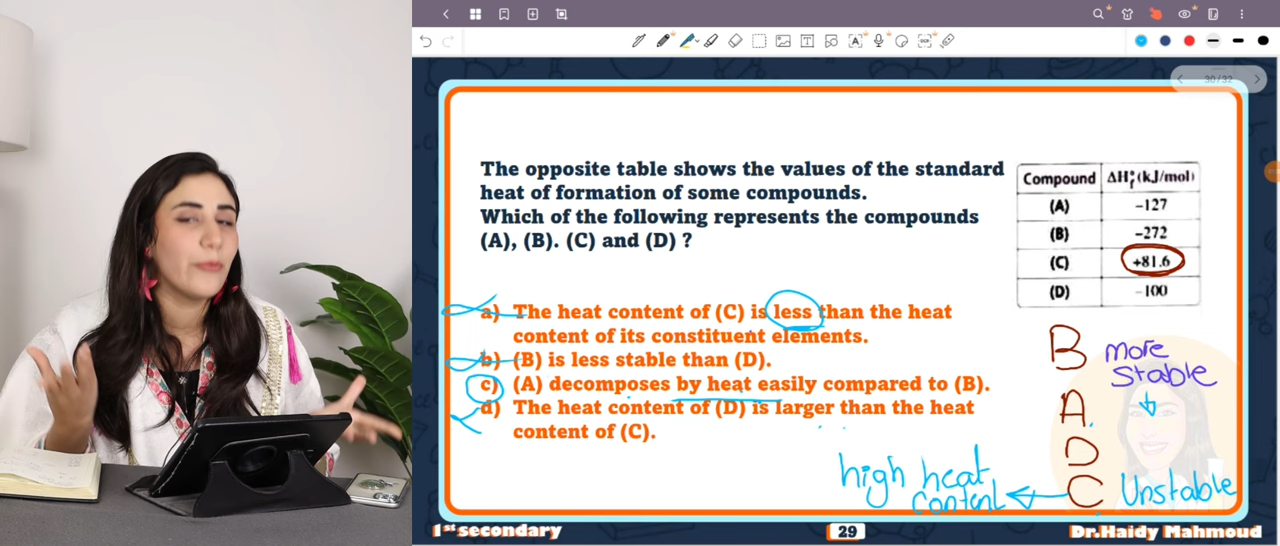 30/32
The opposite table shows the values of the standard
heat of formation of some compounds.
Which of the following represents the compounds
(A), (B). (C) and (D) ?
Compound ΔH°f (kJ/mol)
(A) -127
(B) -272
(C) +81.6
(D) -100
a) The heat content of (C) is less than the heat
content of its constituent elements.
b) (B) is less stable than (D).
c) (A) decomposes by heat easily compared to (B).
d) The heat content of (D) is larger than the heat
content of (C).
B
more
stable
A
D
C
Unstable
high heat
content
1st secondary
29
Dr.Haidy Mahmoud